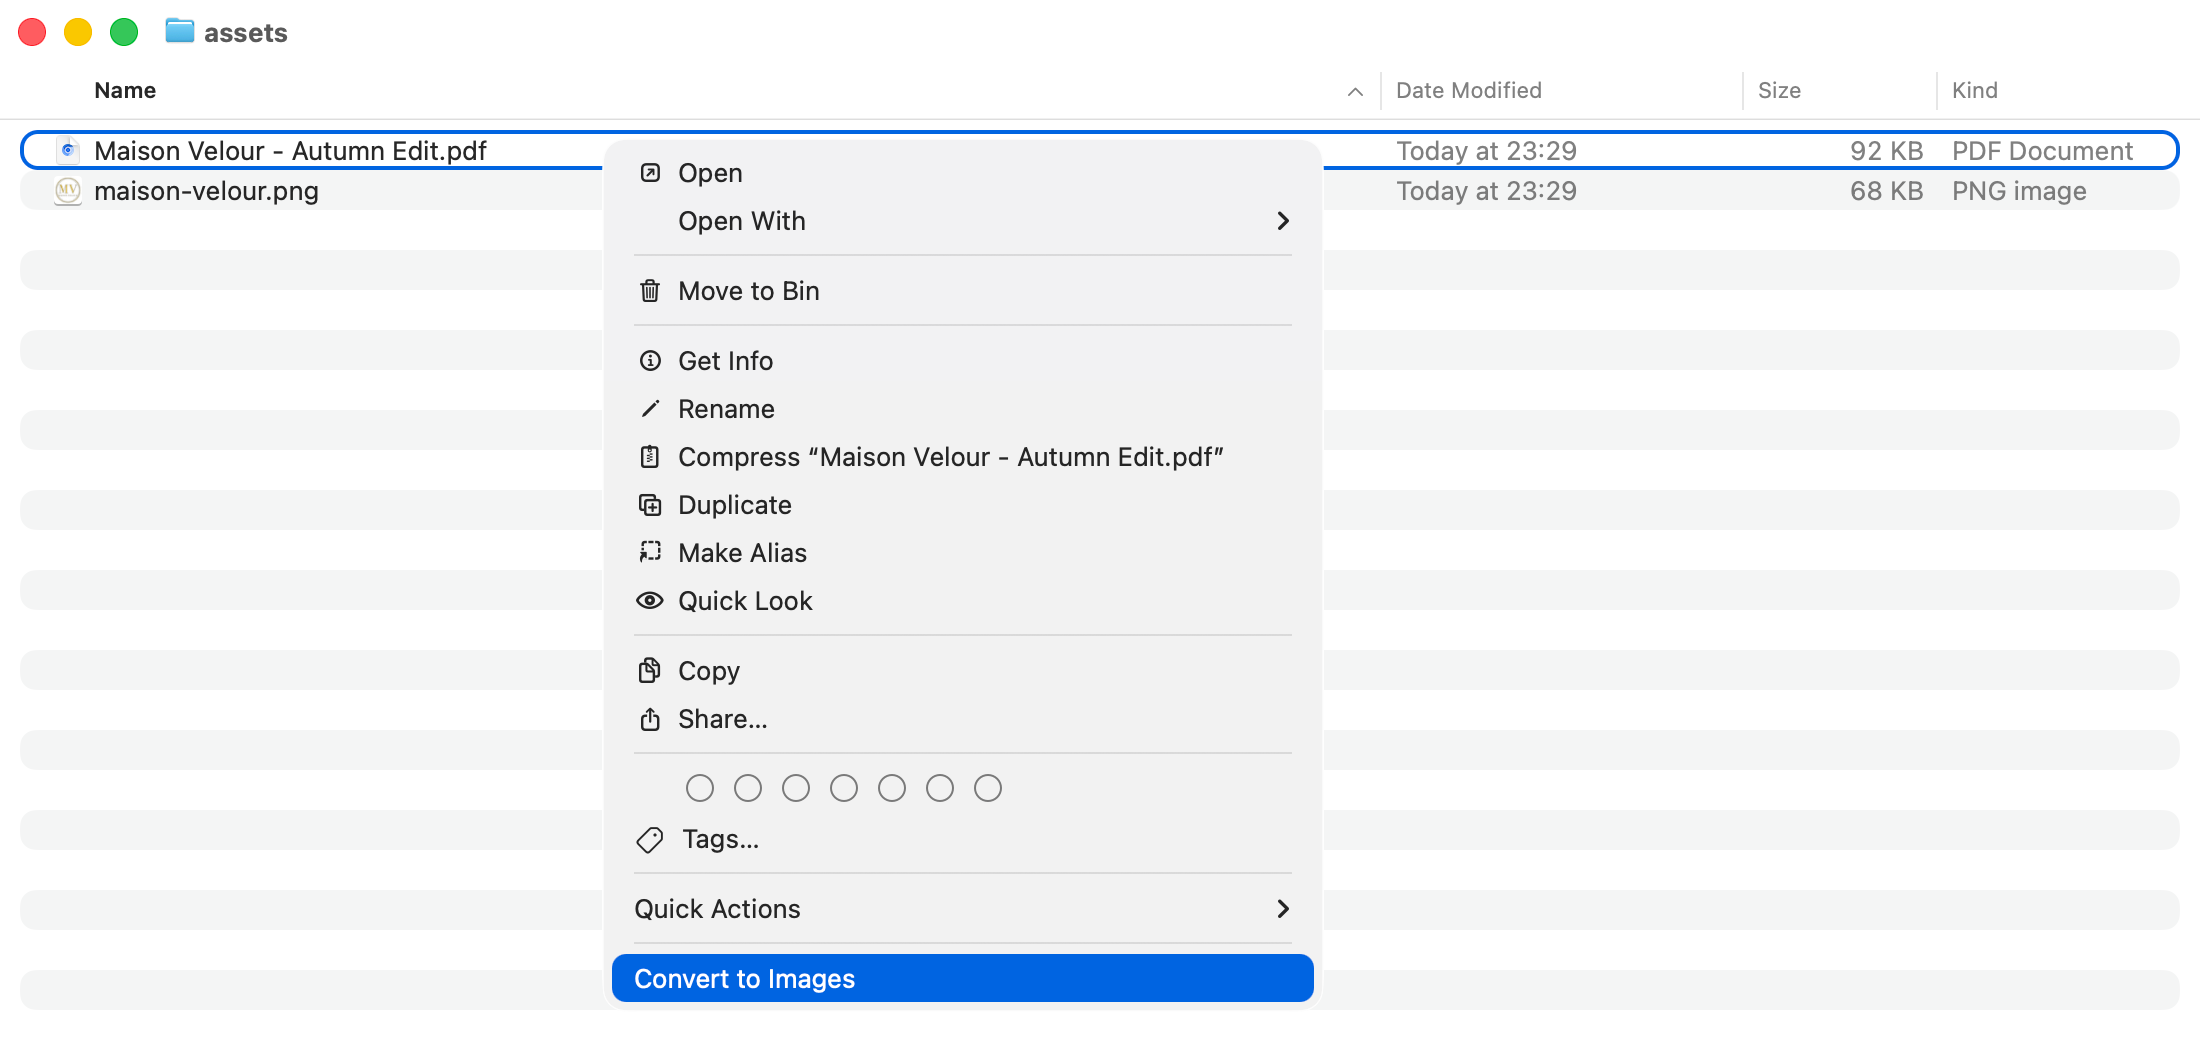 assets
Name Date Modified Size Kind
Maison Velour - Autumn Edit.pdf Today at 23:29 92 KB PDF Document
maison-velour.png Today at 23:29 68 KB PNG image
MV
Open
Open With
Move to Bin
Get Info
Rename
Compress “Maison Velour - Autumn Edit.pdf”
Duplicate
Make Alias
Quick Look
Copy
Share...
Tags...
Quick Actions
Convert to Images